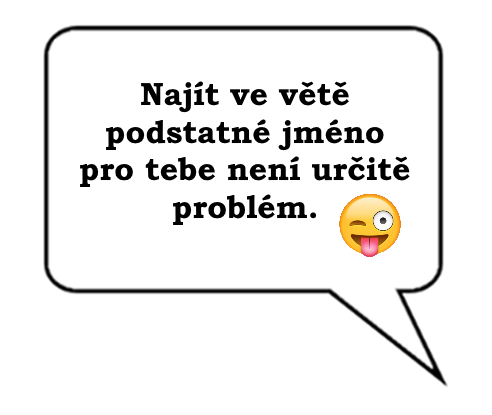 Najít ve větě
podstatné jméno
pro tebe není určitě
problém.